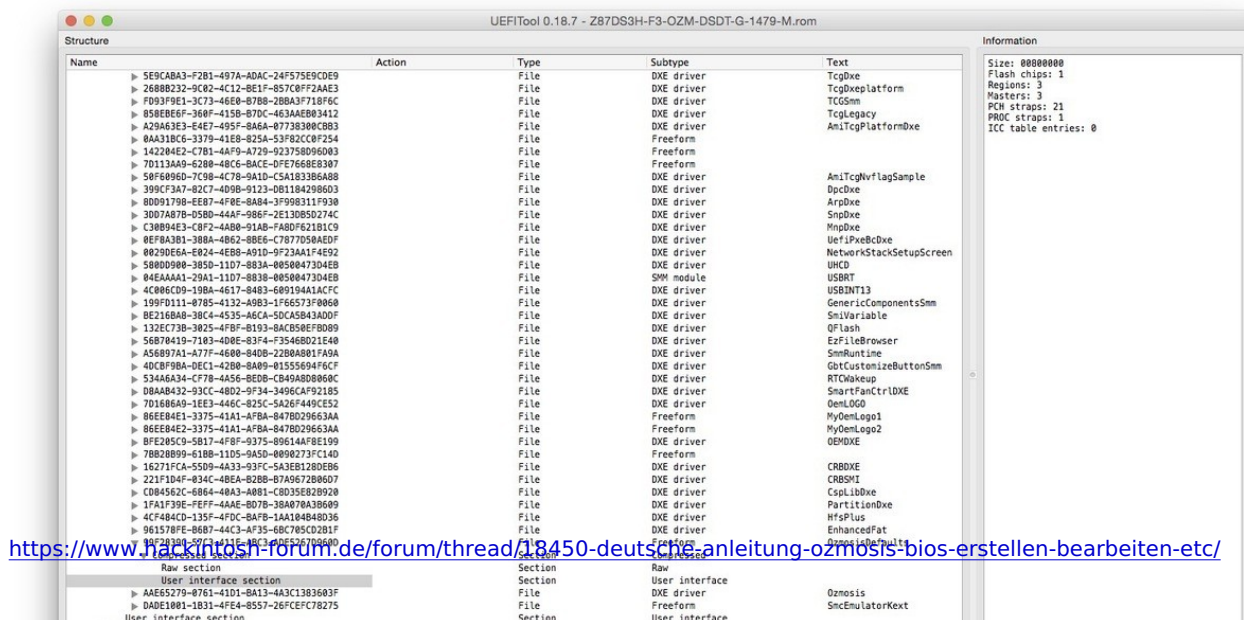 UEFITool 0.18.7 - Z87DS3H-F3-OZM-DSDT-G-1479-M.rom
Structure
Name Action Type Subtype Text
5E9CABA3-F2B1-497A-ADAC-24F575E9CDE9 File DXE driver TcgDxe
2688B232-9C02-4C12-BE1F-857C0FF2AAE3 File DXE driver TcgDxeplatform
FD93F9E1-3C73-46E0-B7B8-2BBA3F718F6C File DXE driver TCGSmm
858EBE6F-360F-415B-B7DC-463AAEB03412 File DXE driver TcgLegacy
A29A63E3-E4E7-495F-8A6A-07738300CBB3 File DXE driver AmiTcgPlatformDxe
0AA31BC6-3379-41E8-825A-53F82CC0F254 File Freeform
142204E2-C7B1-4AF9-A729-923758D96D03 File Freeform
7D113AA9-6280-48C6-BACE-DFE7668E8307 File Freeform
50F6096D-7C98-4C78-9A1D-C5A1833B6A88 File DXE driver AmiTcgNvflagSample
399CF3A7-82C7-4D9B-9123-DB11842986D3 File DXE driver DpcDxe
8DD91798-EE87-4F0E-8A84-3F998311F930 File DXE driver ArpDxe
3DD7A87B-D5BD-44AF-986F-2E13DB5D274C File DXE driver SnpDxe
C30B94E3-C8F2-4AB0-91AB-FA8DF621B1C9 File DXE driver MnpDxe
0EF8A3B1-388A-4B62-8BE6-C7877D50AEDF File DXE driver UefiPxeBcDxe
0029DE6A-E024-4EB8-A91D-9F23AA1F4E92 File DXE driver NetworkStackSetupScreen
580DD900-385D-11D7-883A-00500473D4EB File DXE driver UHCD
04EAAAA1-29A1-11D7-8838-00500473D4EB File SMM module USBRT
4C006CD9-19BA-4617-8483-609194A1ACFC File DXE driver USBINT13
199FD111-0785-4132-A9B3-1F66573F0060 File DXE driver GenericComponentsSmm
BE216BA8-38C4-4535-A6CA-5DCA5B43ADDF File DXE driver SmiVariable
132EC73B-3025-4FBF-B193-8ACB50EFBD89 File DXE driver QFlash
56B70419-7103-4D0E-83F4-F3546BD21E40 File DXE driver EzFileBrowser
A56897A1-A77F-4600-84DB-22B0A801FA9A File DXE driver SmmRuntime
4DCBF9BA-DEC1-42B0-8A09-01555694F6CF File DXE driver GbtCustomizeButtonSmm
534A6A34-CF78-4A56-BEDB-CB49A8D8060C File DXE driver RTCWakeup
D8AAB432-93CC-48D2-9F34-3496CAF92185 File DXE driver SmartFanCtrlDXE
7D1686A9-1EE3-446C-825C-5A26F449CE52 File DXE driver OemLOGO
86EE84E1-3375-41A1-AFBA-847BD29663AA File Freeform MyOemLogo1
86EE84E2-3375-41A1-AFBA-847BD29663AA File Freeform MyOemLogo2
BFE205C9-5B17-4F8F-9375-89614AF8E199 File DXE driver OEMDXE
7BB28B99-61BB-11D5-9A5D-0090273FC14D File Freeform
16271FCA-55D9-4A33-93FC-5A3EB128DEB6 File DXE driver CRBDXE
221F1D4F-034C-4BEA-B2BB-B7A9672B06D7 File DXE driver CRBSMI
CDB4562C-6864-40A3-A081-C8D35E82B920 File DXE driver CspLibDxe
1FA1F39E-FEFF-4AAE-BD7B-38A070A3B609 File DXE driver PartitionDxe
4CF484CD-135F-4FDC-BAFB-1AA104B48D36 File DXE driver HfsPlus
961578FE-B6B7-44C3-AF35-6BC705CD2B1F File DXE driver EnhancedFat
File Freeform OzmosisDefaults
https://www.hackintosh-forum.de/forum/thread/18450-deutsche-anleitung-ozmosis-bios-erstellen-bearbeiten-etc/
Compressed section Section Compressed
Raw section Section Raw
User interface section Section User interface
AAE65279-0761-41D1-BA13-4A3C1383603F File DXE driver Ozmosis
DADE1001-1B31-4FE4-8557-26FCEFC78275 File Freeform SmcEmulatorKext
User interface section Section User interface
Information
Size: 00800000
Flash chips: 1
Regions: 3
Masters: 3
PCH straps: 21
PROC straps: 1
ICC table entries: 0